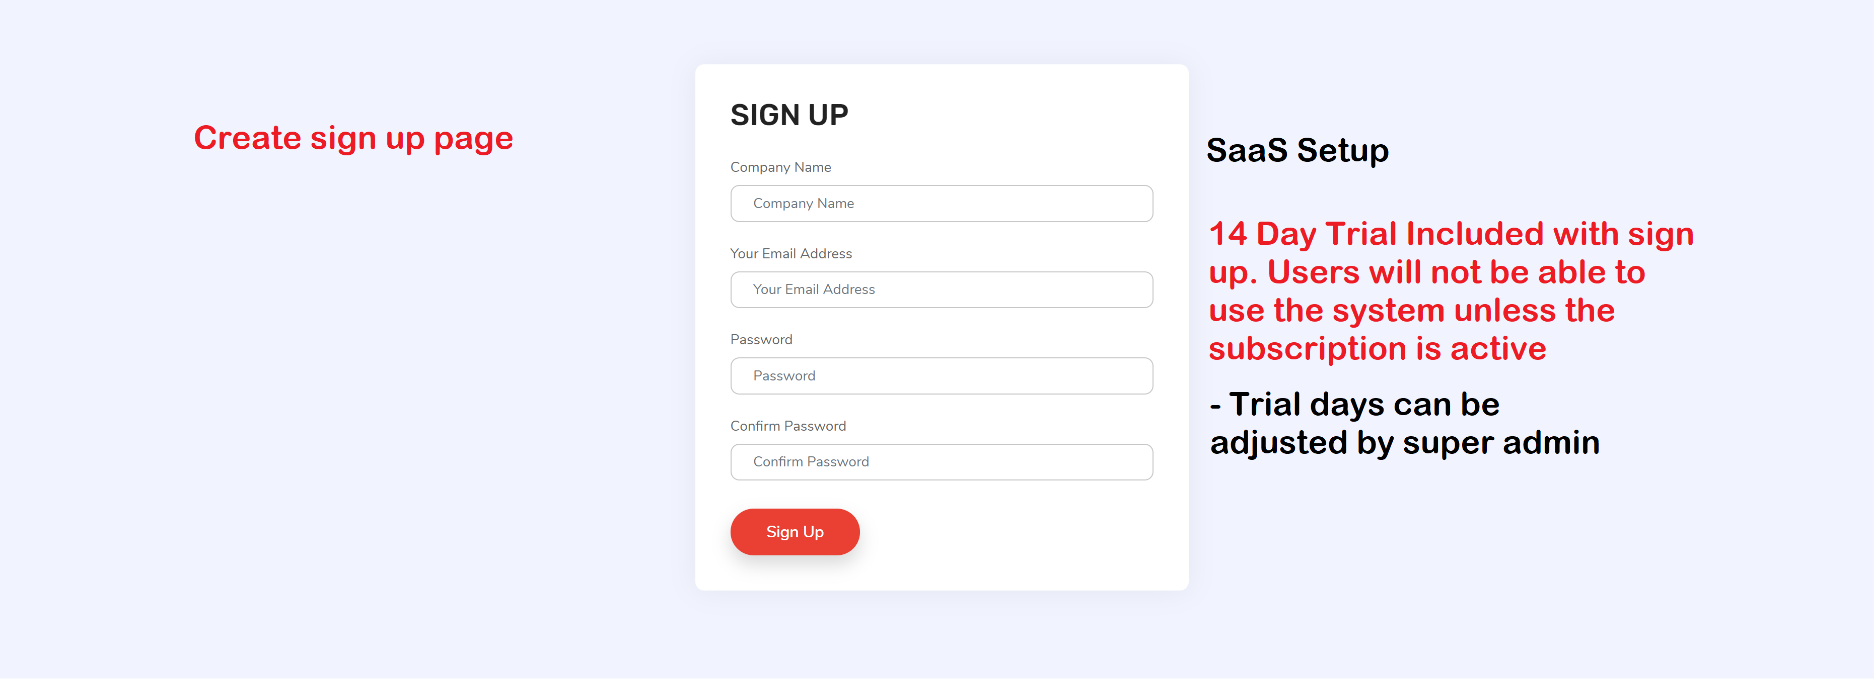 Create sign up page
SIGN UP
Company Name
Company Name
Your Email Address
Your Email Address
Password
Password
Confirm Password
Confirm Password
Sign Up
SaaS Setup
14 Day Trial Included with sign
up. Users will not be able to
use the system unless the
subscription is active
- Trial days can be
adjusted by super admin